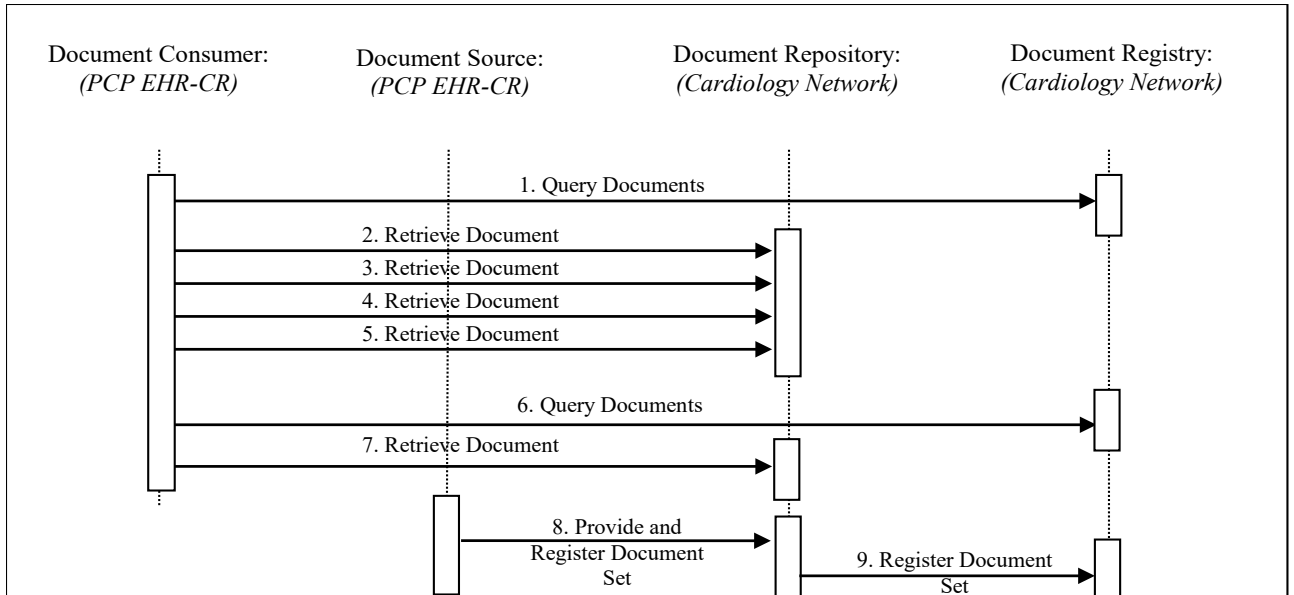 Document Consumer:
(PCP EHR-CR)
Document Source:
(PCP EHR-CR)
Document Repository:
(Cardiology Network)
Document Registry:
(Cardiology Network)
1. Query Documents
2. Retrieve Document
3. Retrieve Document
4. Retrieve Document
5. Retrieve Document
6. Query Documents
7. Retrieve Document
8. Provide and
Register Document
Set
9. Register Document
Set